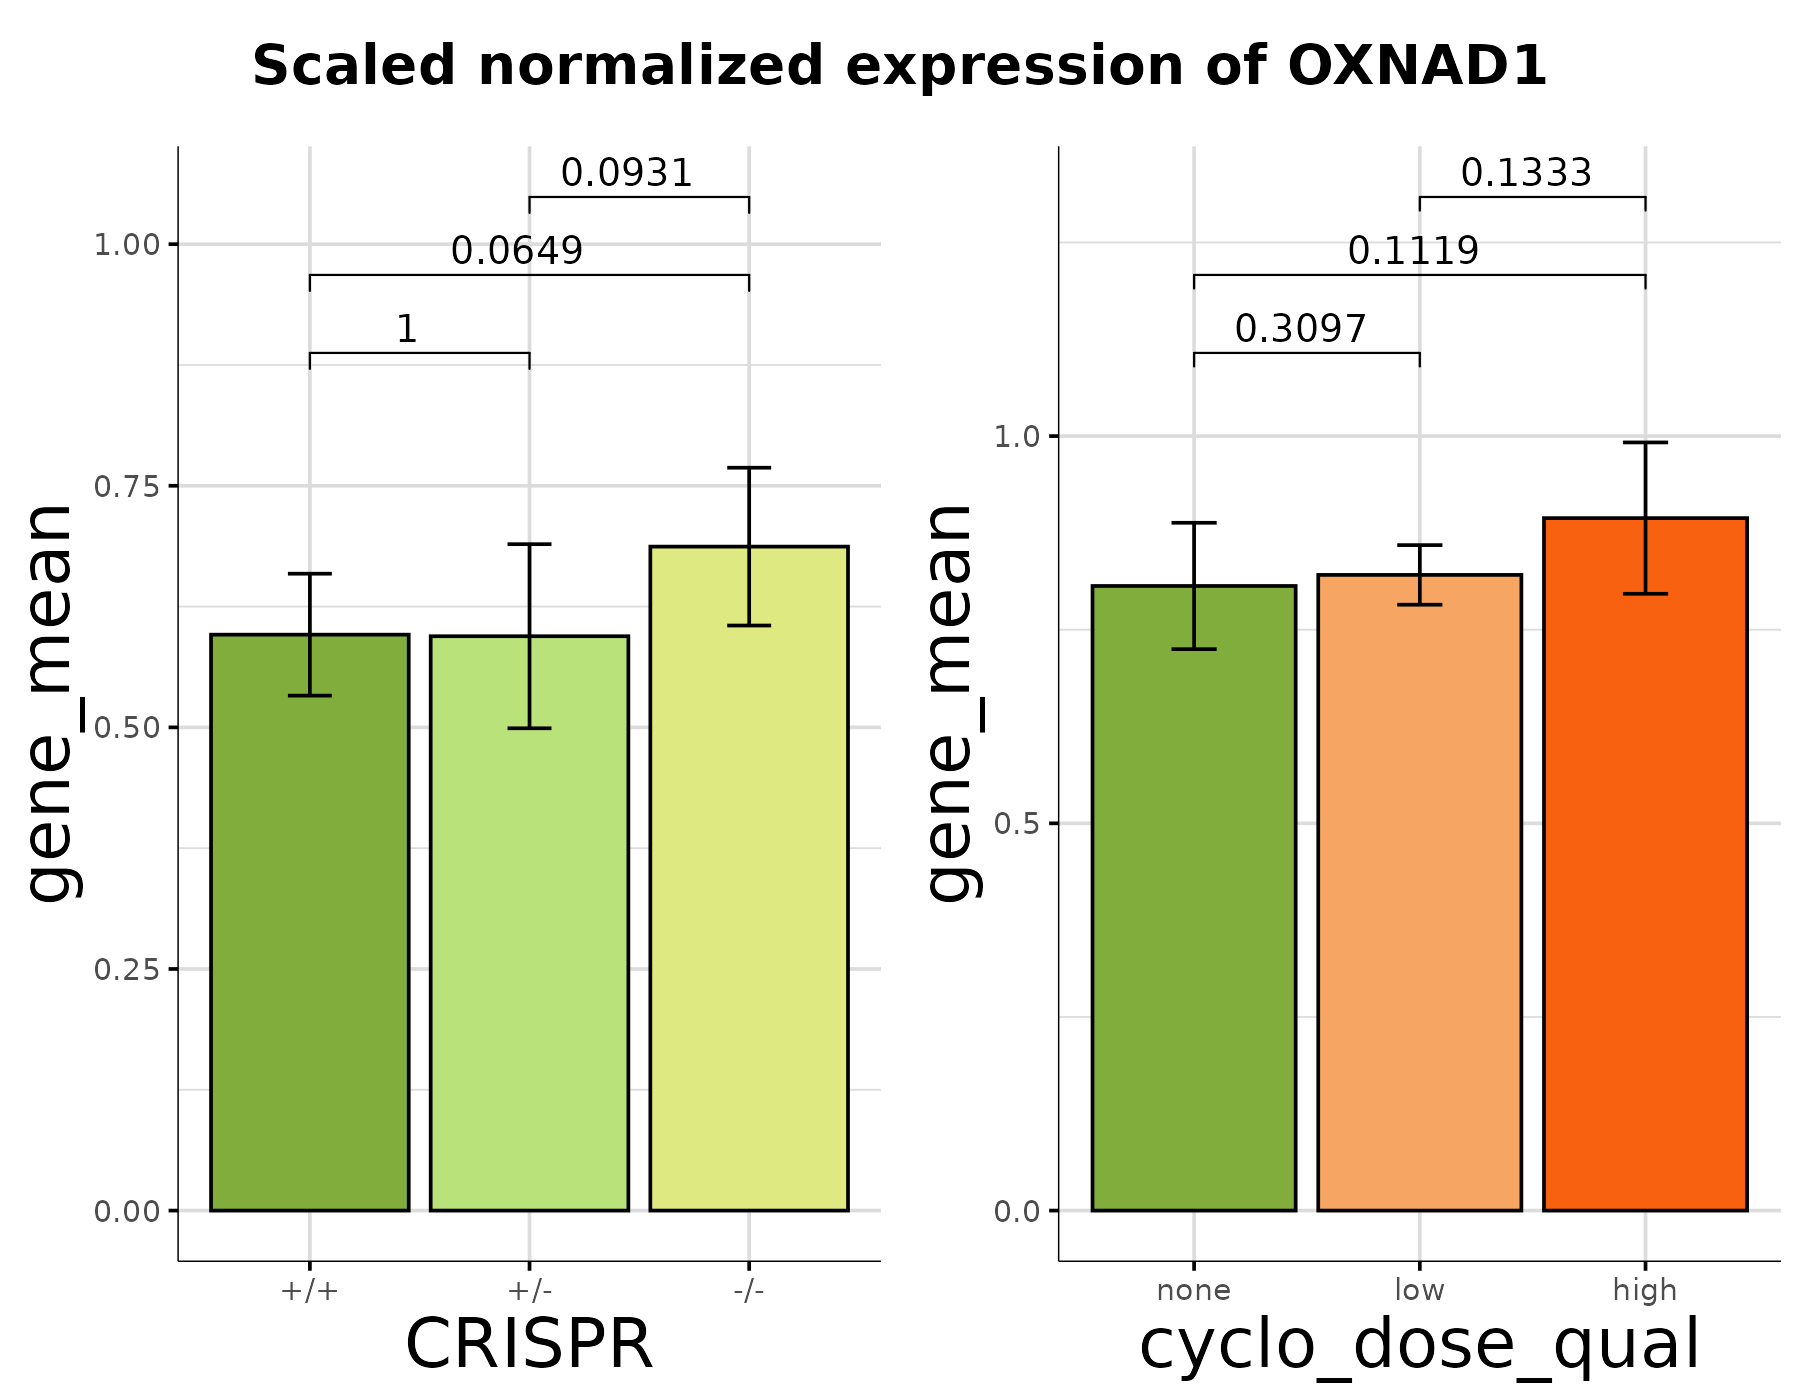 Scaled normalized expression of OXNAD1
gene_mean
1.00
0.75
0.50
0.25
0.00
0.0931
0.0649
1
+/+
+/-
-/-
CRISPR
gene_mean
1.0
0.5
0.0
0.1333
0.1119
0.3097
none
low
high
cyclo_dose_qual